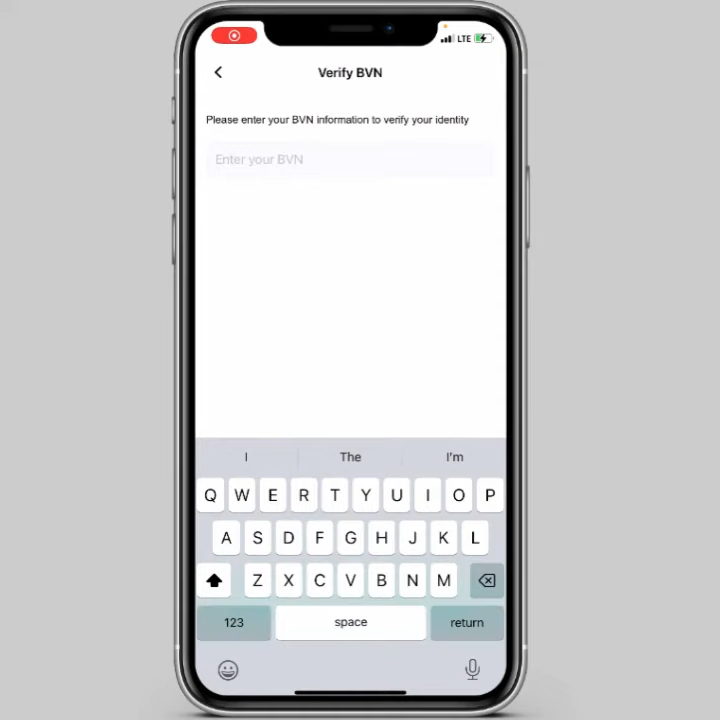 LTE
Verify BVN
Please enter your BVN information to verify your identity
Enter your BVN
I The I'm
Q W E R T Y U I O P
A S D F G H J K L
Z X C V B N M
123 space return